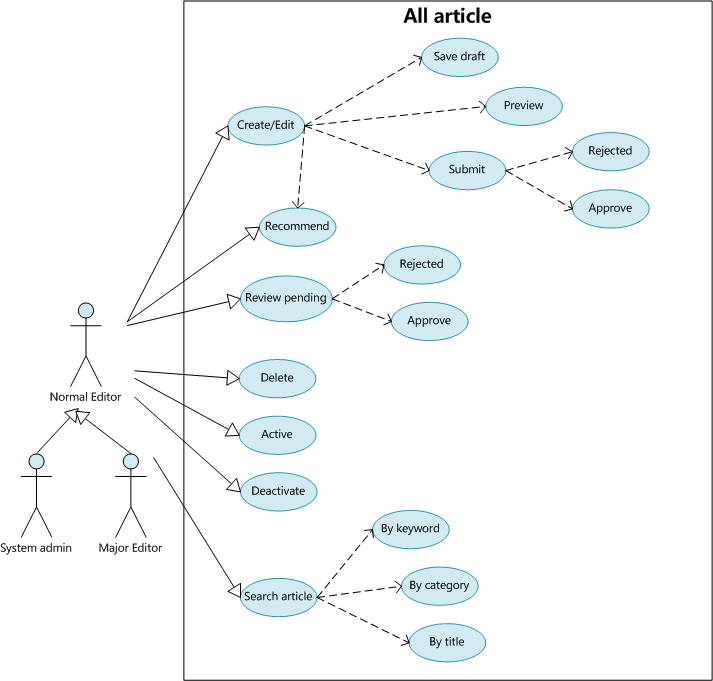 All article
Save draft
Preview
Create/Edit
Rejected
Submit
Approve
Recommend
Rejected
Review pending
Approve
Normal Editor
Delete
Active
Deactivate
System admin
Major Editor
By keyword
By category
Search article
By title